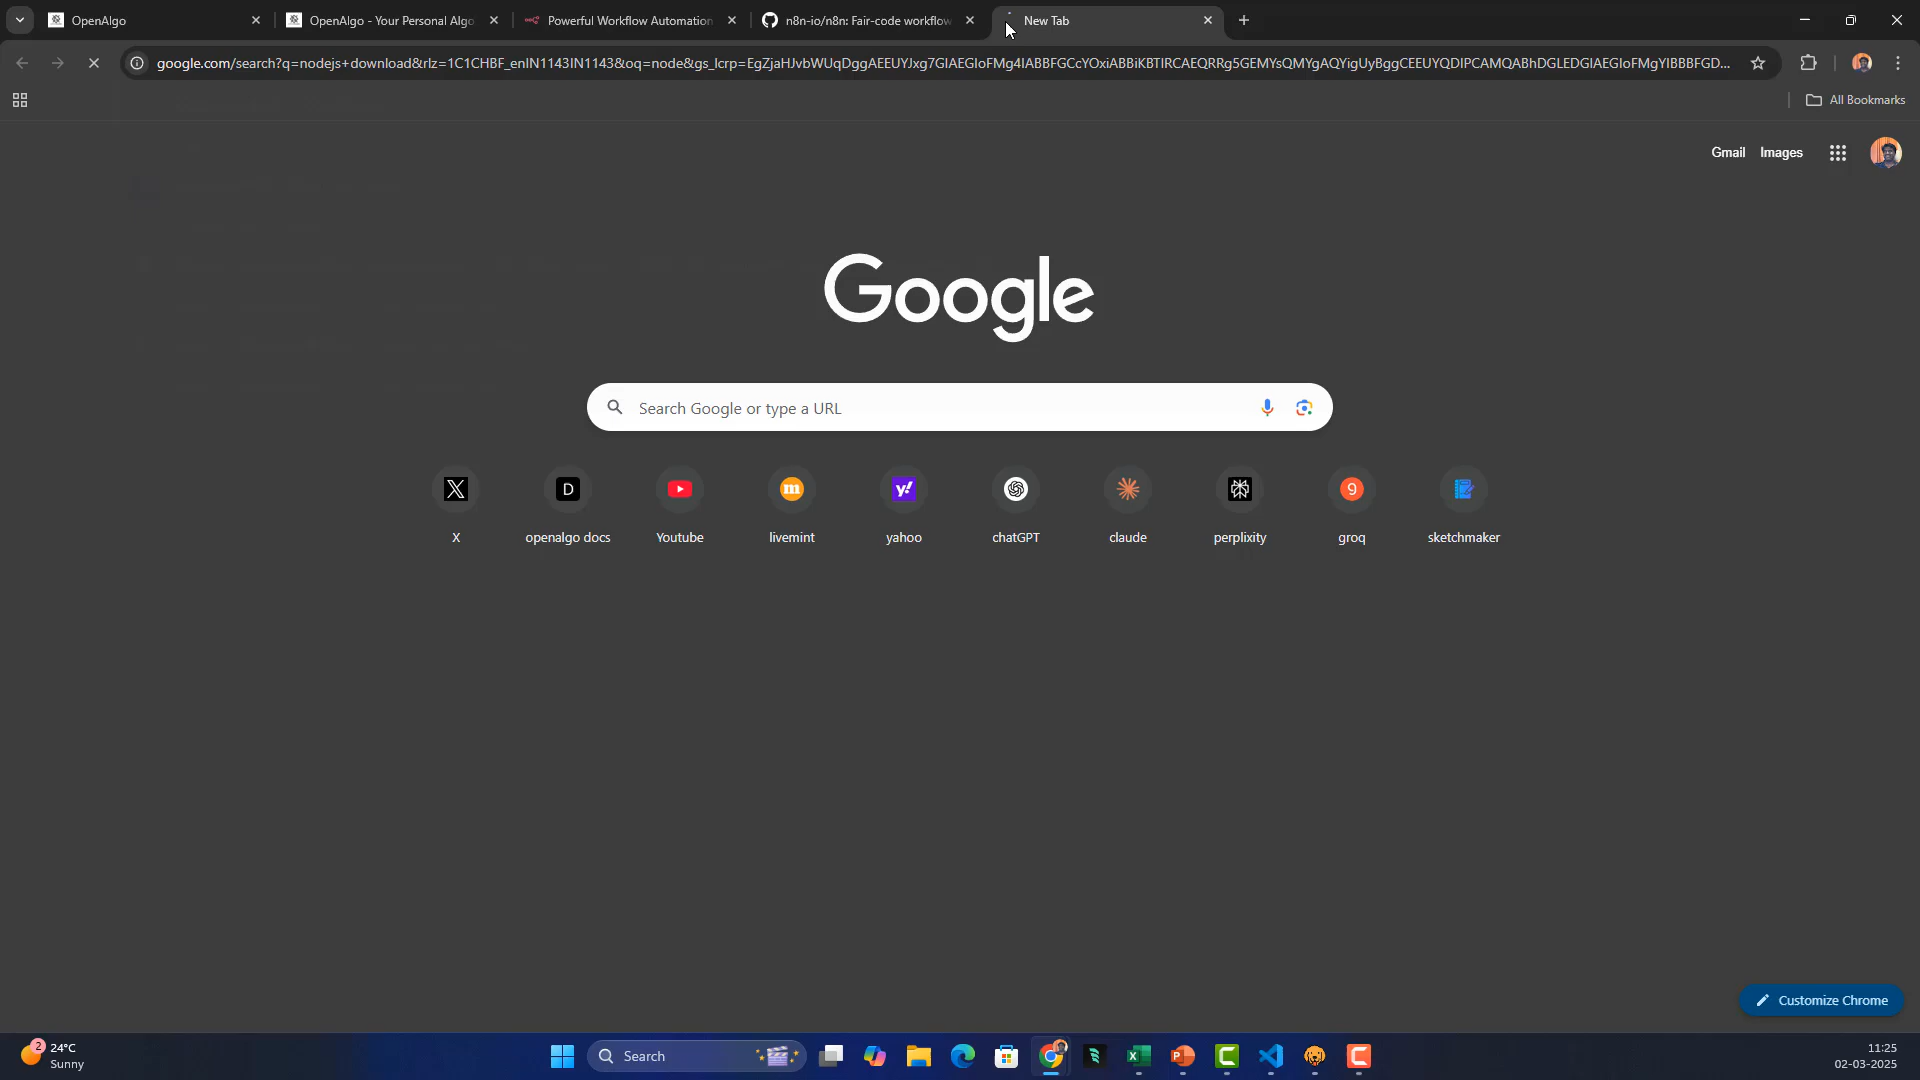 OpenAlgo
OpenAlgo - Your Personal Algo
Powerful Workflow Automation
n8n-io/n8n: Fair-code workflow
New Tab
google.com/search?q=nodejs+download&rlz=1C1CHBF_enIN1143IN1143&oq=node&gs_lcrp=EgZjaHJvbWUqDggAEEUYJxg7GIAEGIoFMg4IABBFGCcYOxiABBiKBTIRCAEQRRg5GEMYsQMYgAQYigUyBggCEEUYQDIPCAMQABhDGLEDGIAEGIoFMgYIBBBFGD...
All Bookmarks
Gmail
Images
Google
Search Google or type a URL
D
m
y!
9
X
openalgo docs
Youtube
livemint
yahoo
chatGPT
claude
perplixity
groq
sketchmaker
Customize Chrome
2
24°C
Sunny
Search
11:25
02-03-2025